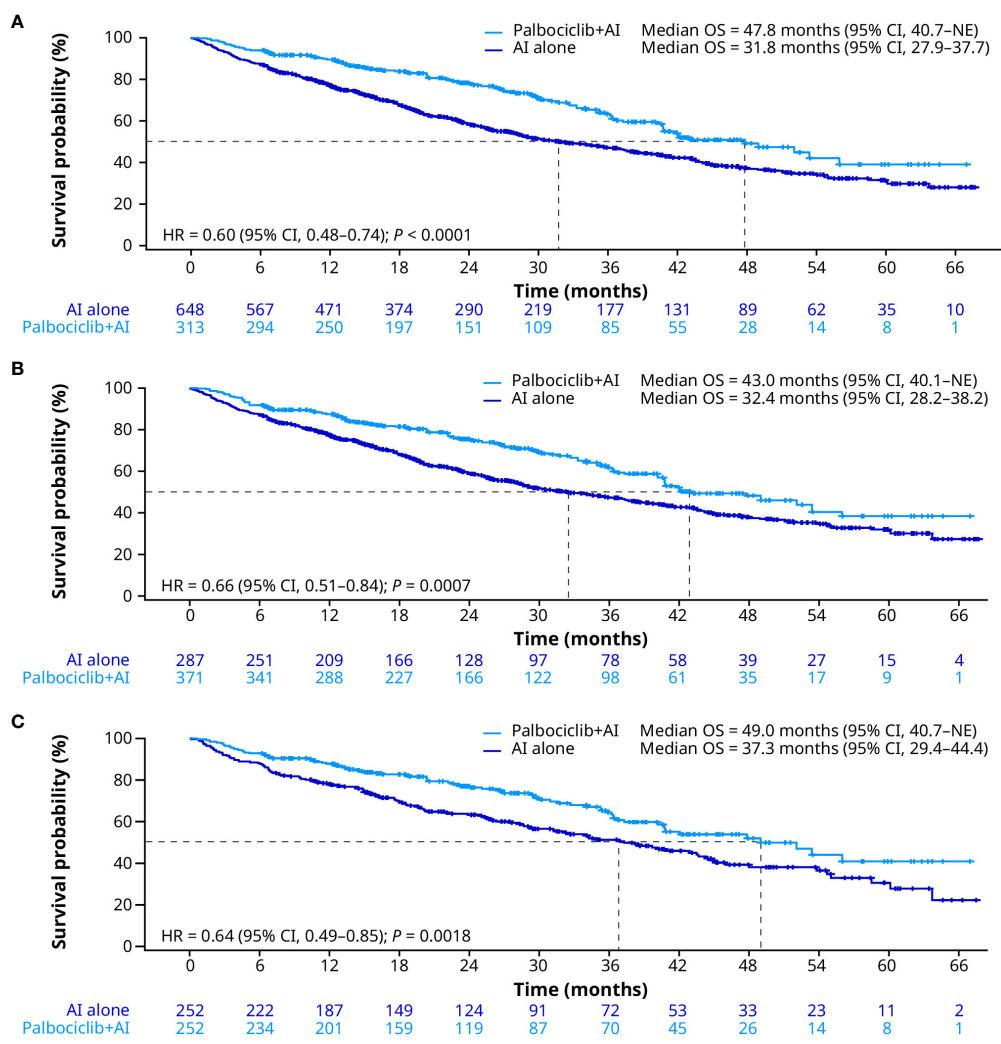 A
Palbociclib+AI Median OS = 47.8 months (95% CI, 40.7–NE)
AI alone Median OS = 31.8 months (95% CI, 27.9–37.7)
Survival probability (%)
100
80
60
40
20
0
HR = 0.60 (95% CI, 0.48–0.74); P < 0.0001
0 6 12 18 24 30 36 42 48 54 60 66
Time (months)
AI alone 648 567 471 374 290 219 177 131 89 62 35 10
Palbociclib+AI 313 294 250 197 151 109 85 55 28 14 8 1
B
Palbociclib+AI Median OS = 43.0 months (95% CI, 40.1–NE)
AI alone Median OS = 32.4 months (95% CI, 28.2–38.2)
Survival probability (%)
100
80
60
40
20
0
HR = 0.66 (95% CI, 0.51–0.84); P = 0.0007
0 6 12 18 24 30 36 42 48 54 60 66
Time (months)
AI alone 287 251 209 166 128 97 78 58 39 27 15 4
Palbociclib+AI 371 341 288 227 166 122 98 61 35 17 9 1
C
Palbociclib+AI Median OS = 49.0 months (95% CI, 40.7–NE)
AI alone Median OS = 37.3 months (95% CI, 29.4–44.4)
Survival probability (%)
100
80
60
40
20
0
HR = 0.64 (95% CI, 0.49–0.85); P = 0.0018
0 6 12 18 24 30 36 42 48 54 60 66
Time (months)
AI alone 252 222 187 149 124 91 72 53 33 23 11 2
Palbociclib+AI 252 234 201 159 119 87 70 45 26 14 8 1